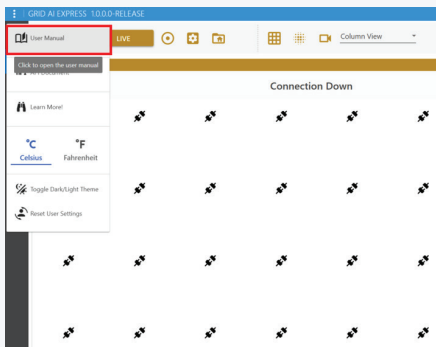 GRID AI EXPRESS 1.0.0.0-RELEASE
User Manual
LIVE
Column View
Click to open the user manual
Connection Down
Learn More!
°C
°F
Celsius
Fahrenheit
Toggle Dark/Light Theme
Reset User Settings